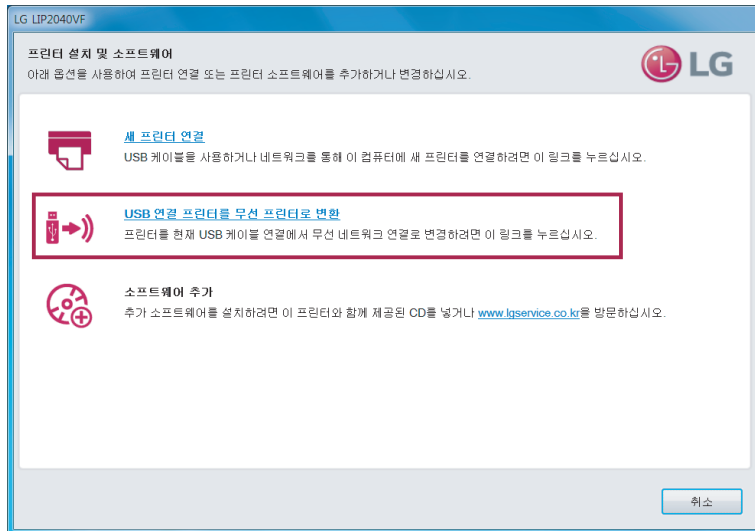 LG LIP2040VF
프린터 설치 및 소프트웨어
아래 옵션을 사용하여 프린터 연결 또는 프린터 소프트웨어를 추가하거나 변경하십시오.
LG
새 프린터 연결
USB 케이블을 사용하거나 네트워크를 통해 이 컴퓨터에 새 프린터를 연결하려면 이 링크를 누르십시오.
USB 연결 프린터를 무선 프린터로 변환
프린터를 현재 USB 케이블 연결에서 무선 네트워크 연결로 변경하려면 이 링크를 누르십시오.
소프트웨어 추가
추가 소프트웨어를 설치하려면 이 프린터와 함께 제공된 CD를 넣거나 www.lgservice.co.kr을 방문하십시오.
취소